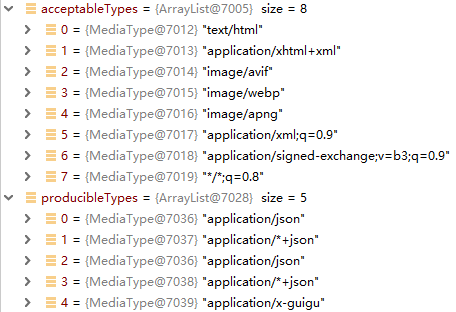 acceptableTypes = {ArrayList@7005} size = 8
0 = {MediaType@7012} "text/html"
1 = {MediaType@7013} "application/xhtml+xml"
2 = {MediaType@7014} "image/avif"
3 = {MediaType@7015} "image/webp"
4 = {MediaType@7016} "image/apng"
5 = {MediaType@7017} "application/xml;q=0.9"
6 = {MediaType@7018} "application/signed-exchange;v=b3;q=0.9"
7 = {MediaType@7019} "*/*;q=0.8"
producibleTypes = {ArrayList@7028} size = 5
0 = {MediaType@7036} "application/json"
1 = {MediaType@7037} "application/*+json"
2 = {MediaType@7036} "application/json"
3 = {MediaType@7038} "application/*+json"
4 = {MediaType@7039} "application/x-guigu"